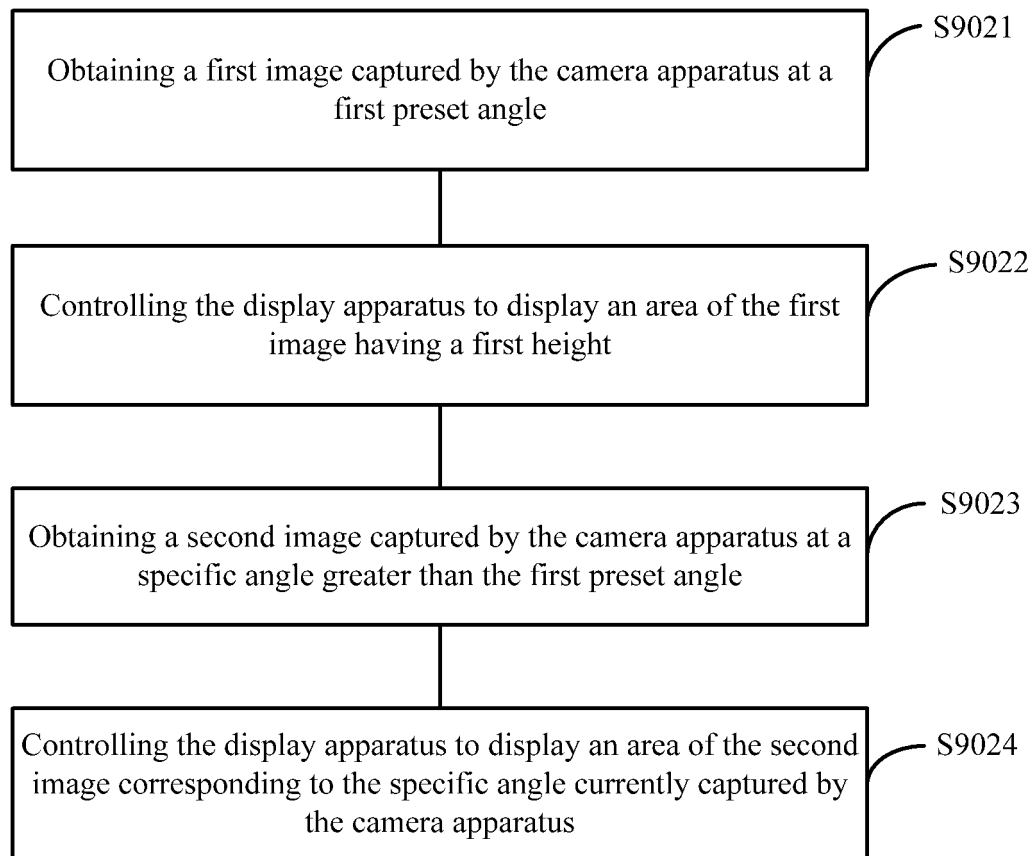 S9021
Obtaining a first image captured by the camera apparatus at a
first preset angle
S9022
Controlling the display apparatus to display an area of the first
image having a first height
S9023
Obtaining a second image captured by the camera apparatus at a
specific angle greater than the first preset angle
S9024
Controlling the display apparatus to display an area of the second
image corresponding to the specific angle currently captured by
the camera apparatus